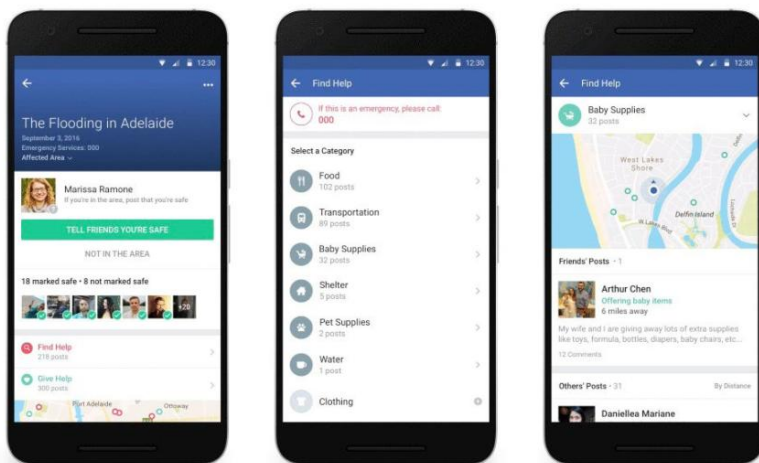 12:30
The Flooding in Adelaide
September 3, 2016
Emergency Services: 000
Affected Area
Marissa Ramone
If you're in the area, post that you're safe
TELL FRIENDS YOU'RE SAFE
NOT IN THE AREA
18 marked safe • 8 not marked safe
+20
Find Help
218 posts
Give Help
300 posts
Port Adelaide
Ottoway
12:30
Find Help
If this is an emergency, please call:
000
Select a Category
Food
102 posts
Transportation
89 posts
Baby Supplies
32 posts
Shelter
5 posts
Pet Supplies
2 posts
Water
1 post
Clothing
12:30
Find Help
Baby Supplies
32 posts
West Lakes
Shore
Delfin Island
W Lakes Blvd
Friends' Posts • 1
Arthur Chen
Offering baby items
6 miles away
My wife and I are giving away lots of extra supplies
like toys, formula, bottles, diapers, baby chairs, etc...
12 Comments
Others' Posts • 31
By Distance
Daniellea Mariane